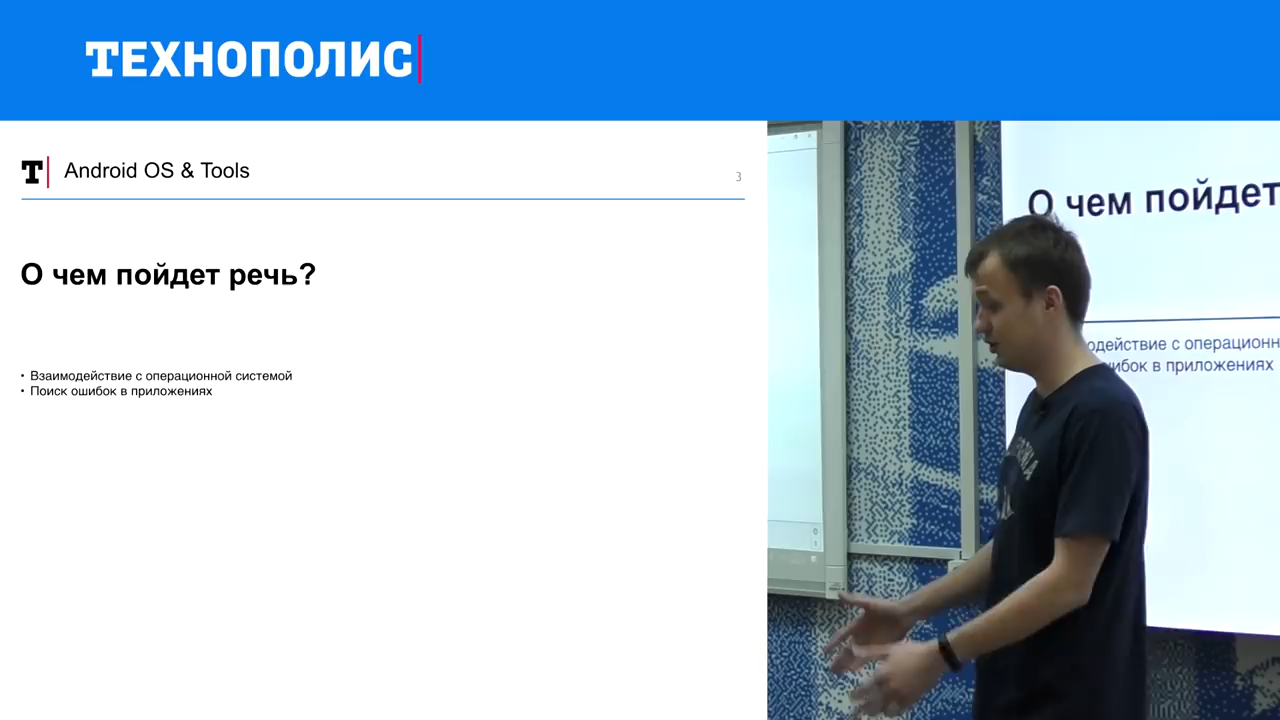 ТЕХНОПОЛИС
T Android OS & Tools
3
О чем пойдет речь?
• Взаимодействие с операционной системой
• Поиск ошибок в приложениях
О чем пойдет
одействие с операционн
ибок в приложениях